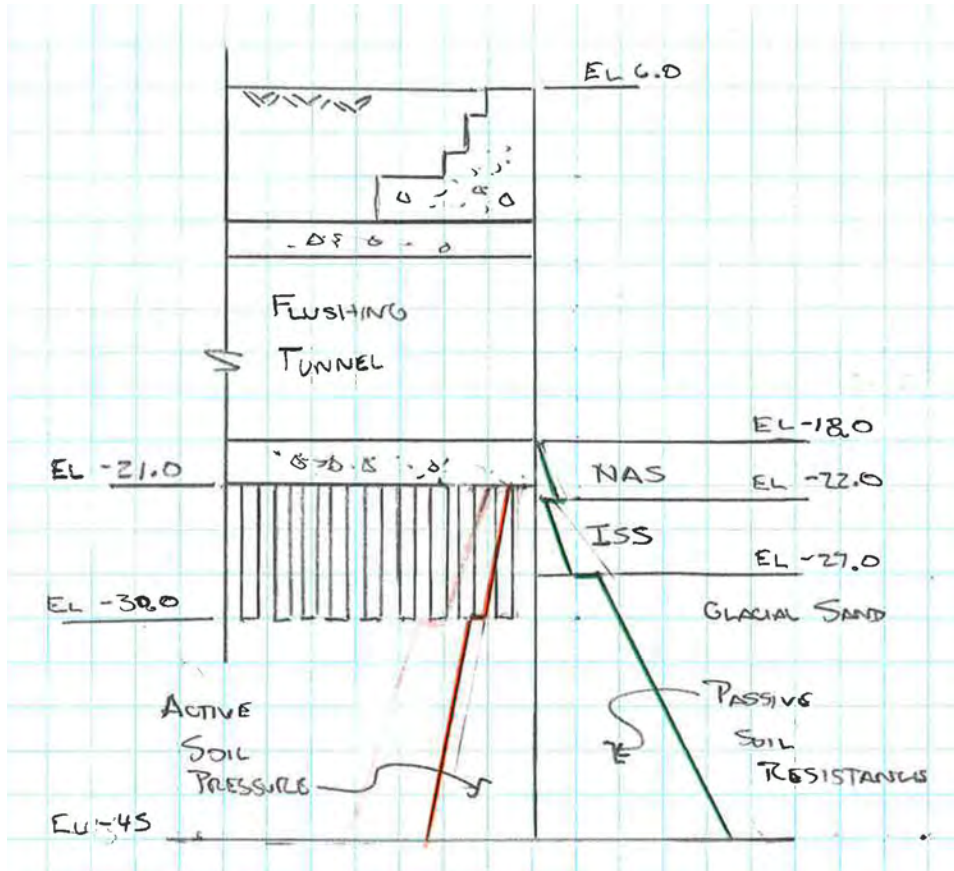 EL 6.0
FLUSHING
TUNNEL
EL -18.0
NAS
EL -21.0
EL -22.0
ISS
EL -27.0
EL -30.0
GLACIAL SAND
ACTIVE
SOIL
PRESSURE
PASSIVE
SOIL
RESISTANCE
EL -45